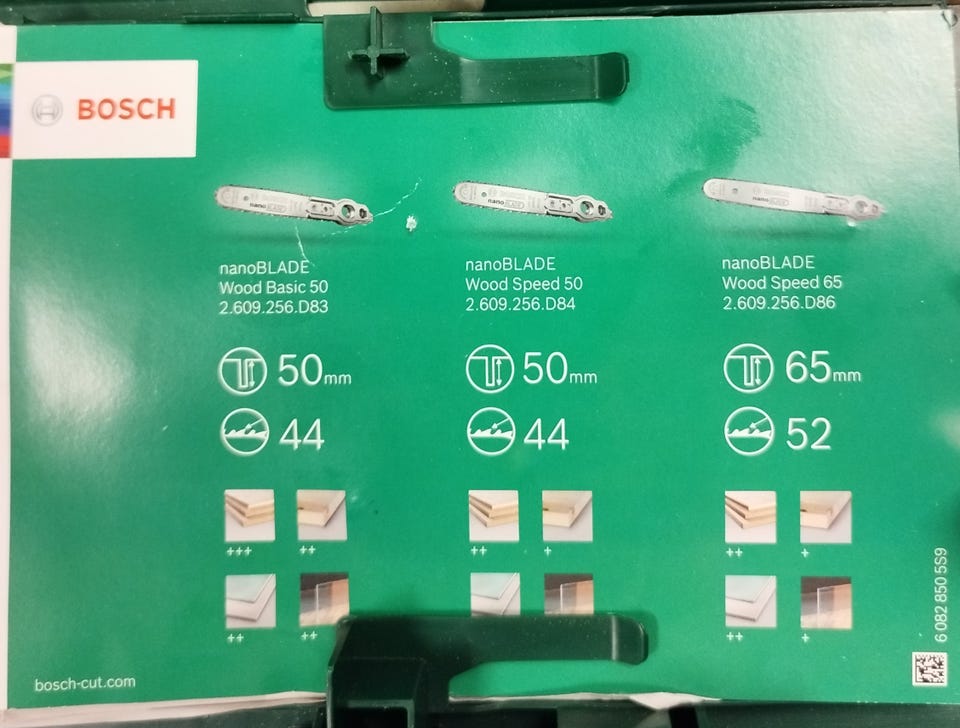 BOSCH
nanoBLADE
Wood Basic 50
2.609.256.D83
50mm
44
+++ ++
++ ++
nanoBLADE
Wood Speed 50
2.609.256.D84
50mm
44
++ +
nanoBLADE
Wood Speed 65
2.609.256.D86
65mm
52
++ +
++ +
bosch-cut.com
6 082 850 5S9